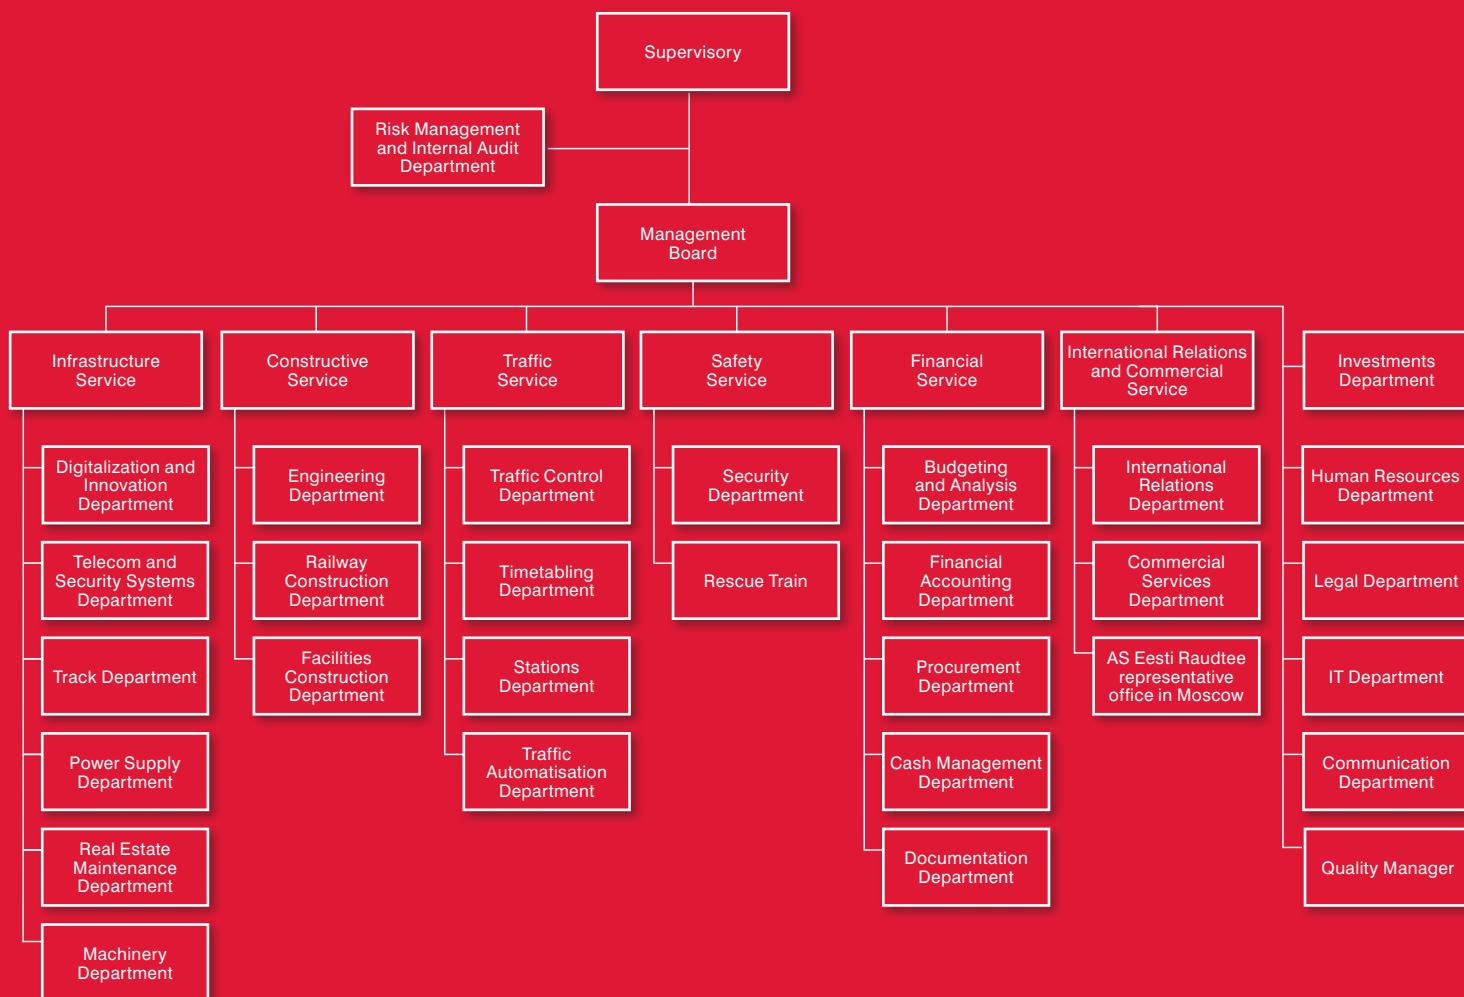 Supervisory
Risk Management
and Internal Audit
Department
Management
Board
Infrastructure
Service
Constructive
Service
Traffic
Service
Safety
Service
Financial
Service
International Relations
and Commercial
Service
Investments
Department
Digitalization and
Innovation
Department
Telecom and
Security Systems
Department
Track Department
Power Supply
Department
Real Estate
Maintenance
Department
Machinery
Department
Engineering
Department
Railway
Construction
Department
Facilities
Construction
Department
Traffic Control
Department
Timetabling
Department
Stations
Department
Traffic
Automatisation
Department
Security
Department
Rescue Train
Budgeting
and Analysis
Department
Financial
Accounting
Department
Procurement
Department
Cash Management
Department
Documentation
Department
International
Relations
Department
Commercial
Services
Department
AS Eesti Raudtee
representative
office in Moscow
Human Resources
Department
Legal Department
IT Department
Communication
Department
Quality Manager